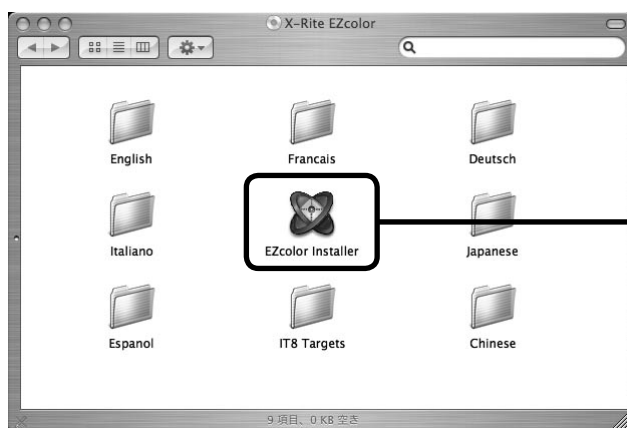 X-Rite EZcolor
English
Francais
Deutsch
Italiano
EZcolor Installer
Japanese
Espanol
IT8 Targets
Chinese
9 項目、0 KB 空き